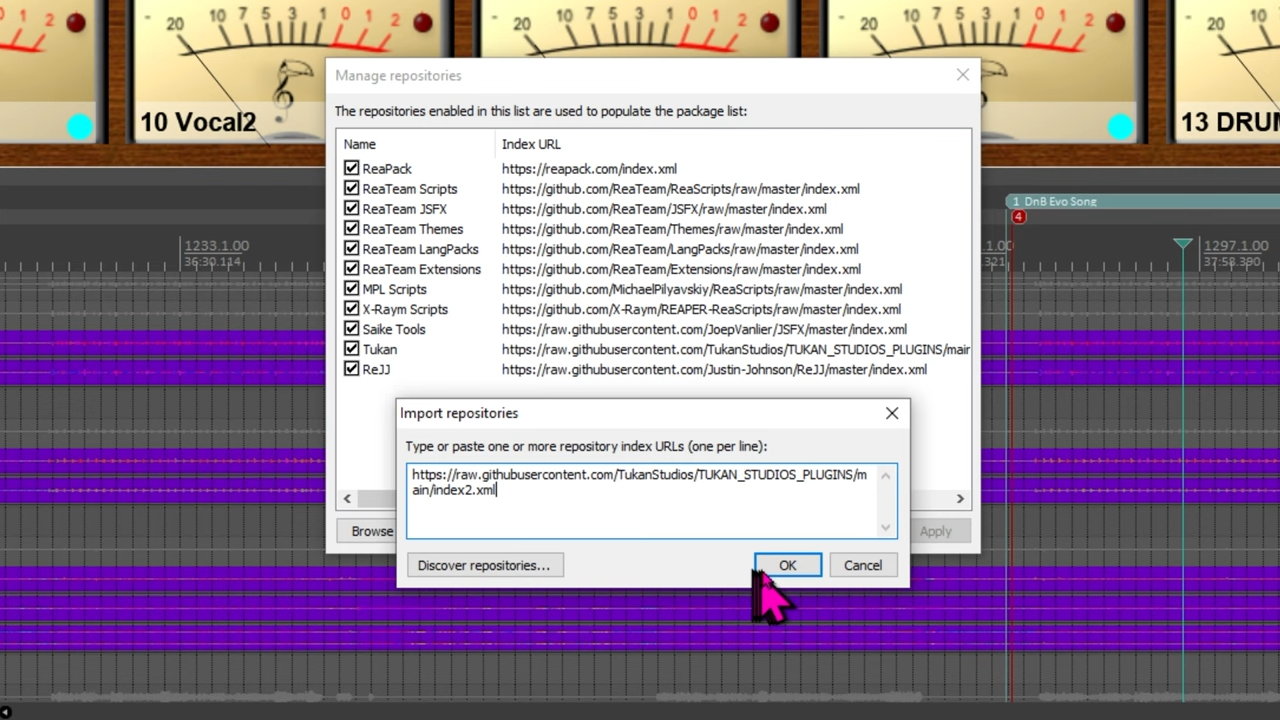 2 20 10 7 5 3 1 0 1 2 20 10 7 5 3 1 0 1 2 20 10 7 5 3 1 0 1 2 20 10
10 Vocal2
13 DRUM
Manage repositories
The repositories enabled in this list are used to populate the package list:
Name Index URL
ReaPack https://reapack.com/index.xml
ReaTeam Scripts https://github.com/ReaTeam/ReaScripts/raw/master/index.xml
ReaTeam JSFX https://github.com/ReaTeam/JSFX/raw/master/index.xml
ReaTeam Themes https://github.com/ReaTeam/Themes/raw/master/index.xml
ReaTeam LangPacks https://github.com/ReaTeam/LangPacks/raw/master/index.xml
ReaTeam Extensions https://github.com/ReaTeam/Extensions/raw/master/index.xml
MPL Scripts https://github.com/MichaelPilyavskiy/ReaScripts/raw/master/index.xml
X-Raym Scripts https://github.com/X-Raym/REAPER-ReaScripts/raw/master/index.xml
Saike Tools https://raw.githubusercontent.com/JoepVanlier/JSFX/master/index.xml
Tukan https://raw.githubusercontent.com/TukanStudios/TUKAN_STUDIOS_PLUGINS/main
ReJJ https://raw.githubusercontent.com/Justin-Johnson/ReJJ/master/index.xml
Import repositories
Type or paste one or more repository index URLs (one per line):
https://raw.githubusercontent.com/TukanStudios/TUKAN_STUDIOS_PLUGINS/m
ain/index2.xml
Discover repositories...
OK
Cancel
Browse
Apply
1 DnB Evo Song
4
1233.1.00
36:30.114
1.00
321
1297.1.00
37:58.390